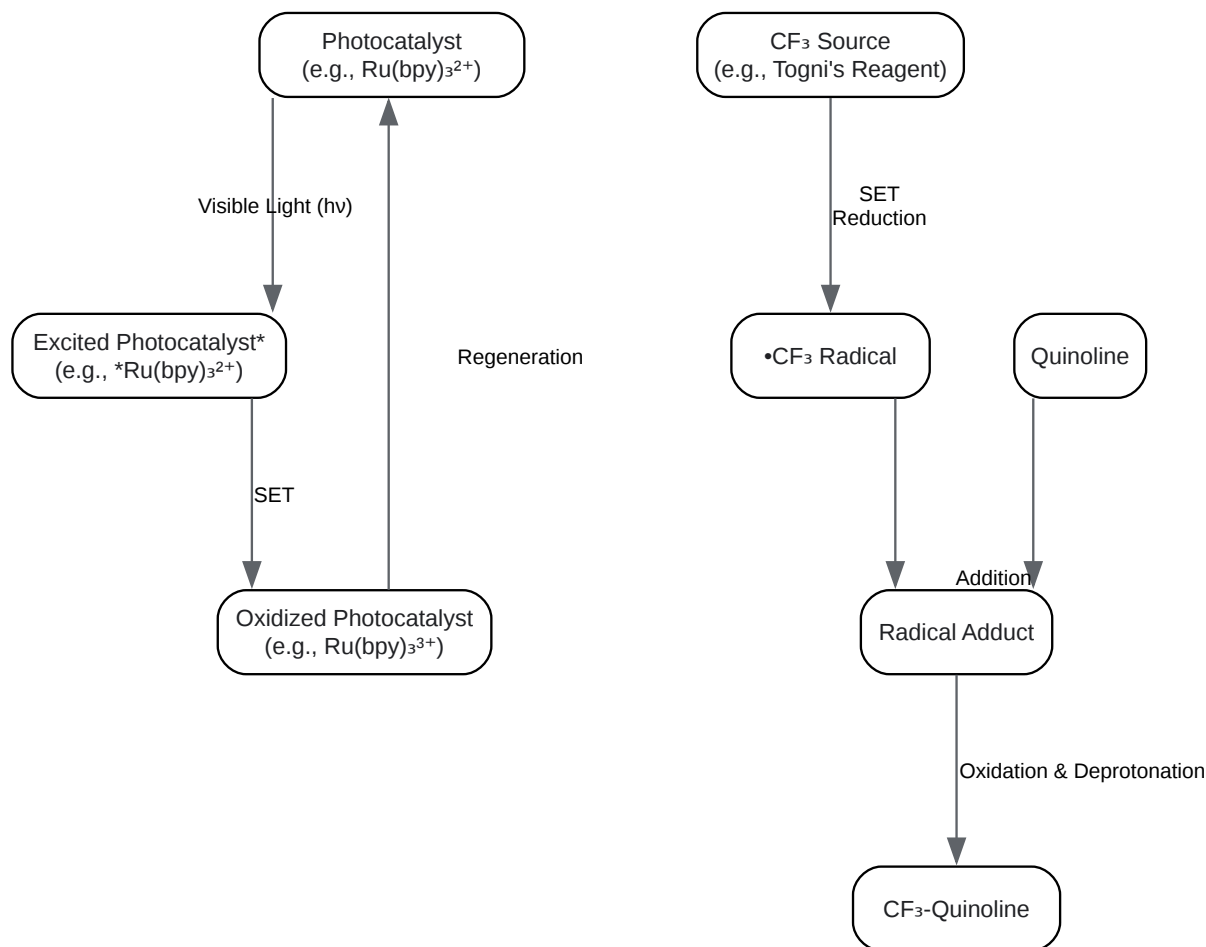 Photocatalyst
(e.g., Ru(bpy)₃²⁺)
CF₃ Source
(e.g., Togni's Reagent)
Visible Light (hν)
SET
Reduction
Excited Photocatalyst*
(e.g., *Ru(bpy)₃²⁺)
Regeneration
•CF₃ Radical
Quinoline
SET
Addition
Oxidized Photocatalyst
(e.g., Ru(bpy)₃³⁺)
Radical Adduct
Oxidation & Deprotonation
CF₃-Quinoline